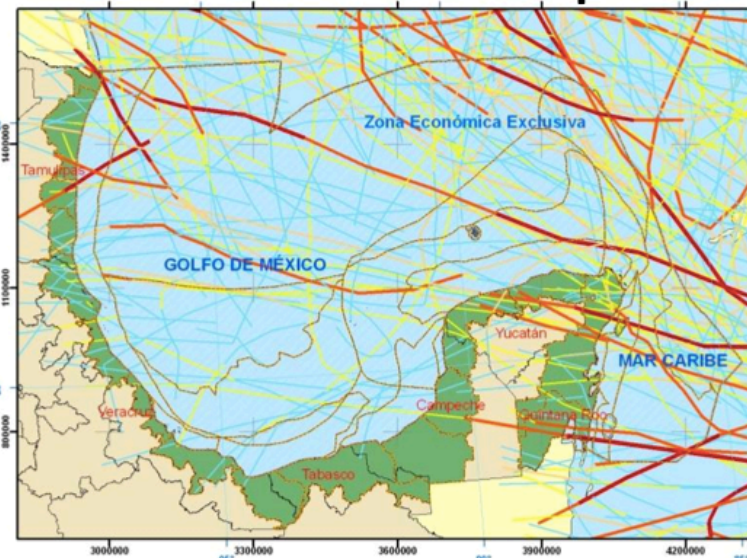 Zona Económica Exclusiva
1400000
Tamulipas
GOLFO DE MÉXICO
1100000
Yucatán
MAR CARIBE
Campeche
Veracruz
Quintana Roo
800000
Tabasco
3000000 3300000 3600000 3900000 4200000